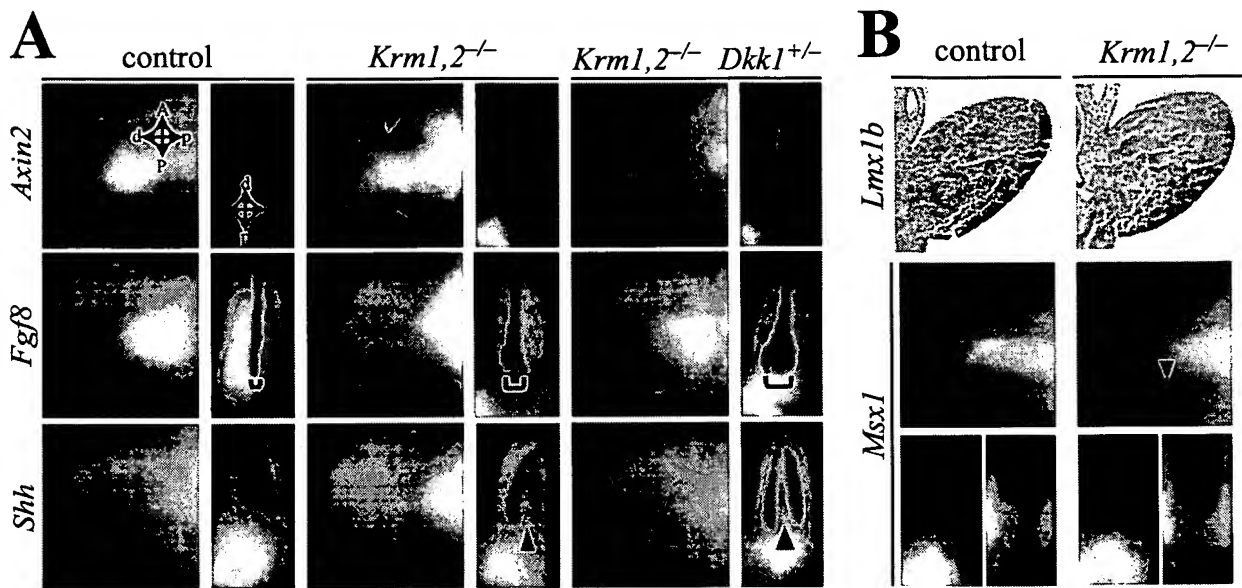 A
control
Krm1,2–/–
Krm1,2–/– Dkk1+/–
Axin2
A
d p
P
d
Fgf8
Shh
B
control
Krm1,2–/–
Lmx1b
Msx1